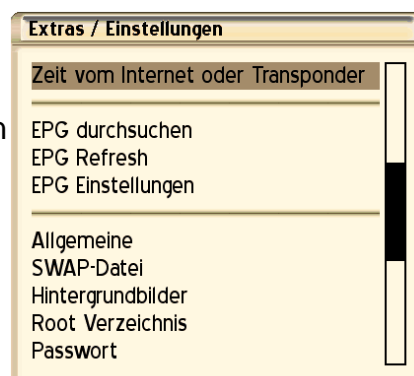 Extras / Einstellungen
Zeit vom Internet oder Transponder
EPG durchsuchen
EPG Refresh
EPG Einstellungen
Allgemeine
SWAP-Datei
Hintergrundbilder
Root Verzeichnis
Passwort